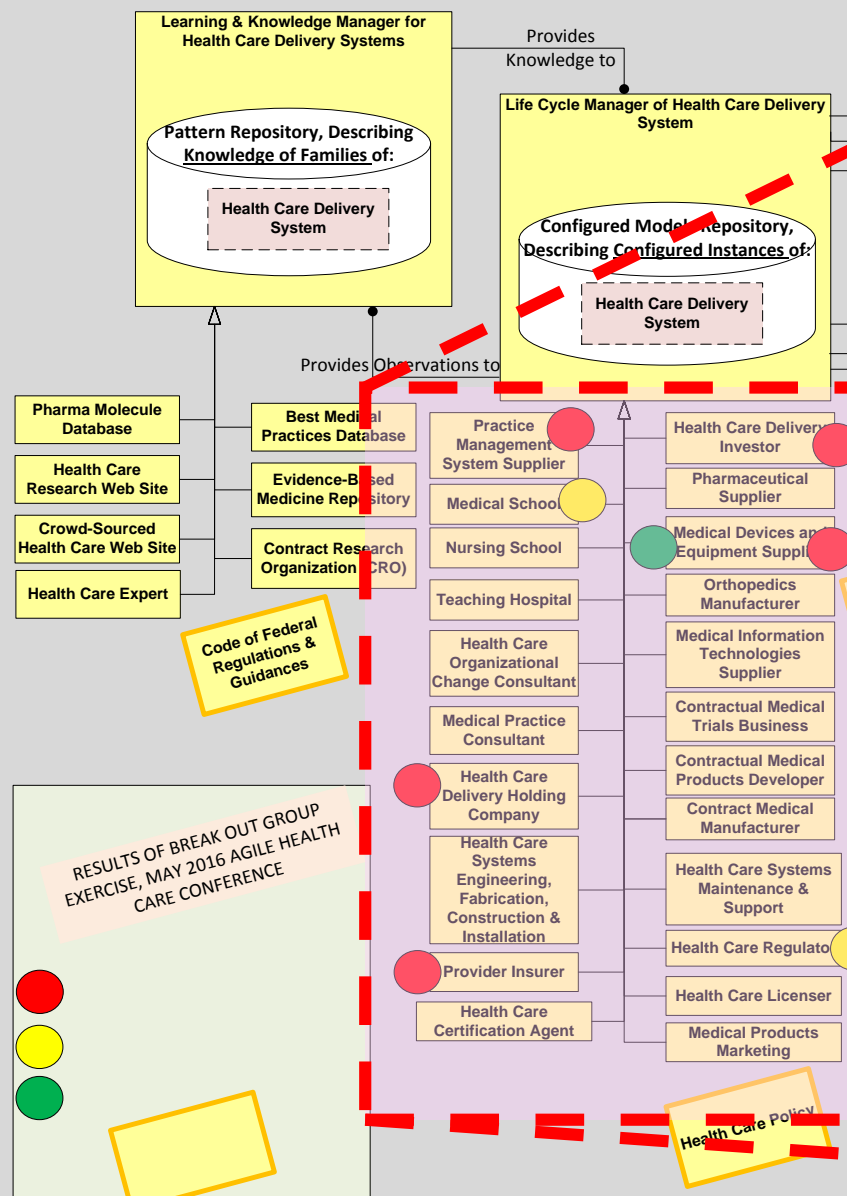 Learning & Knowledge Manager for
Health Care Delivery Systems
Provides
Knowledge to
Life Cycle Manager of Health Care Delivery
System
Pattern Repository, Describing
Knowledge of Families of:
Health Care Delivery
System
Configured Model Repository,
Describing Configured Instances of:
Health Care Delivery
System
Provides Observations to
Pharma Molecule
Database
Health Care
Research Web Site
Crowd-Sourced
Health Care Web Site
Health Care Expert
Best Medical
Practices Database
Evidence-Based
Medicine Repository
Contract Research
Organization (CRO)
Code of Federal
Regulations &
Guidances
Practice
Management
System Supplier
Medical School
Nursing School
Teaching Hospital
Health Care
Organizational
Change Consultant
Medical Practice
Consultant
Health Care
Delivery Holding
Company
Health Care
Systems
Engineering,
Fabrication,
Construction &
Installation
Provider Insurer
Health Care
Certification Agent
Health Care Delivery
Investor
Pharmaceutical
Supplier
Medical Devices and
Equipment Supplier
Orthopedics
Manufacturer
Medical Information
Technologies
Supplier
Contractual Medical
Trials Business
Contractual Medical
Products Developer
Contract Medical
Manufacturer
Health Care Systems
Maintenance &
Support
Health Care Regulato
Health Care Licenser
Medical Products
Marketing
RESULTS OF BREAK OUT GROUP
EXERCISE, MAY 2016 AGILE HEALTH
CARE CONFERENCE
Health Care Policy